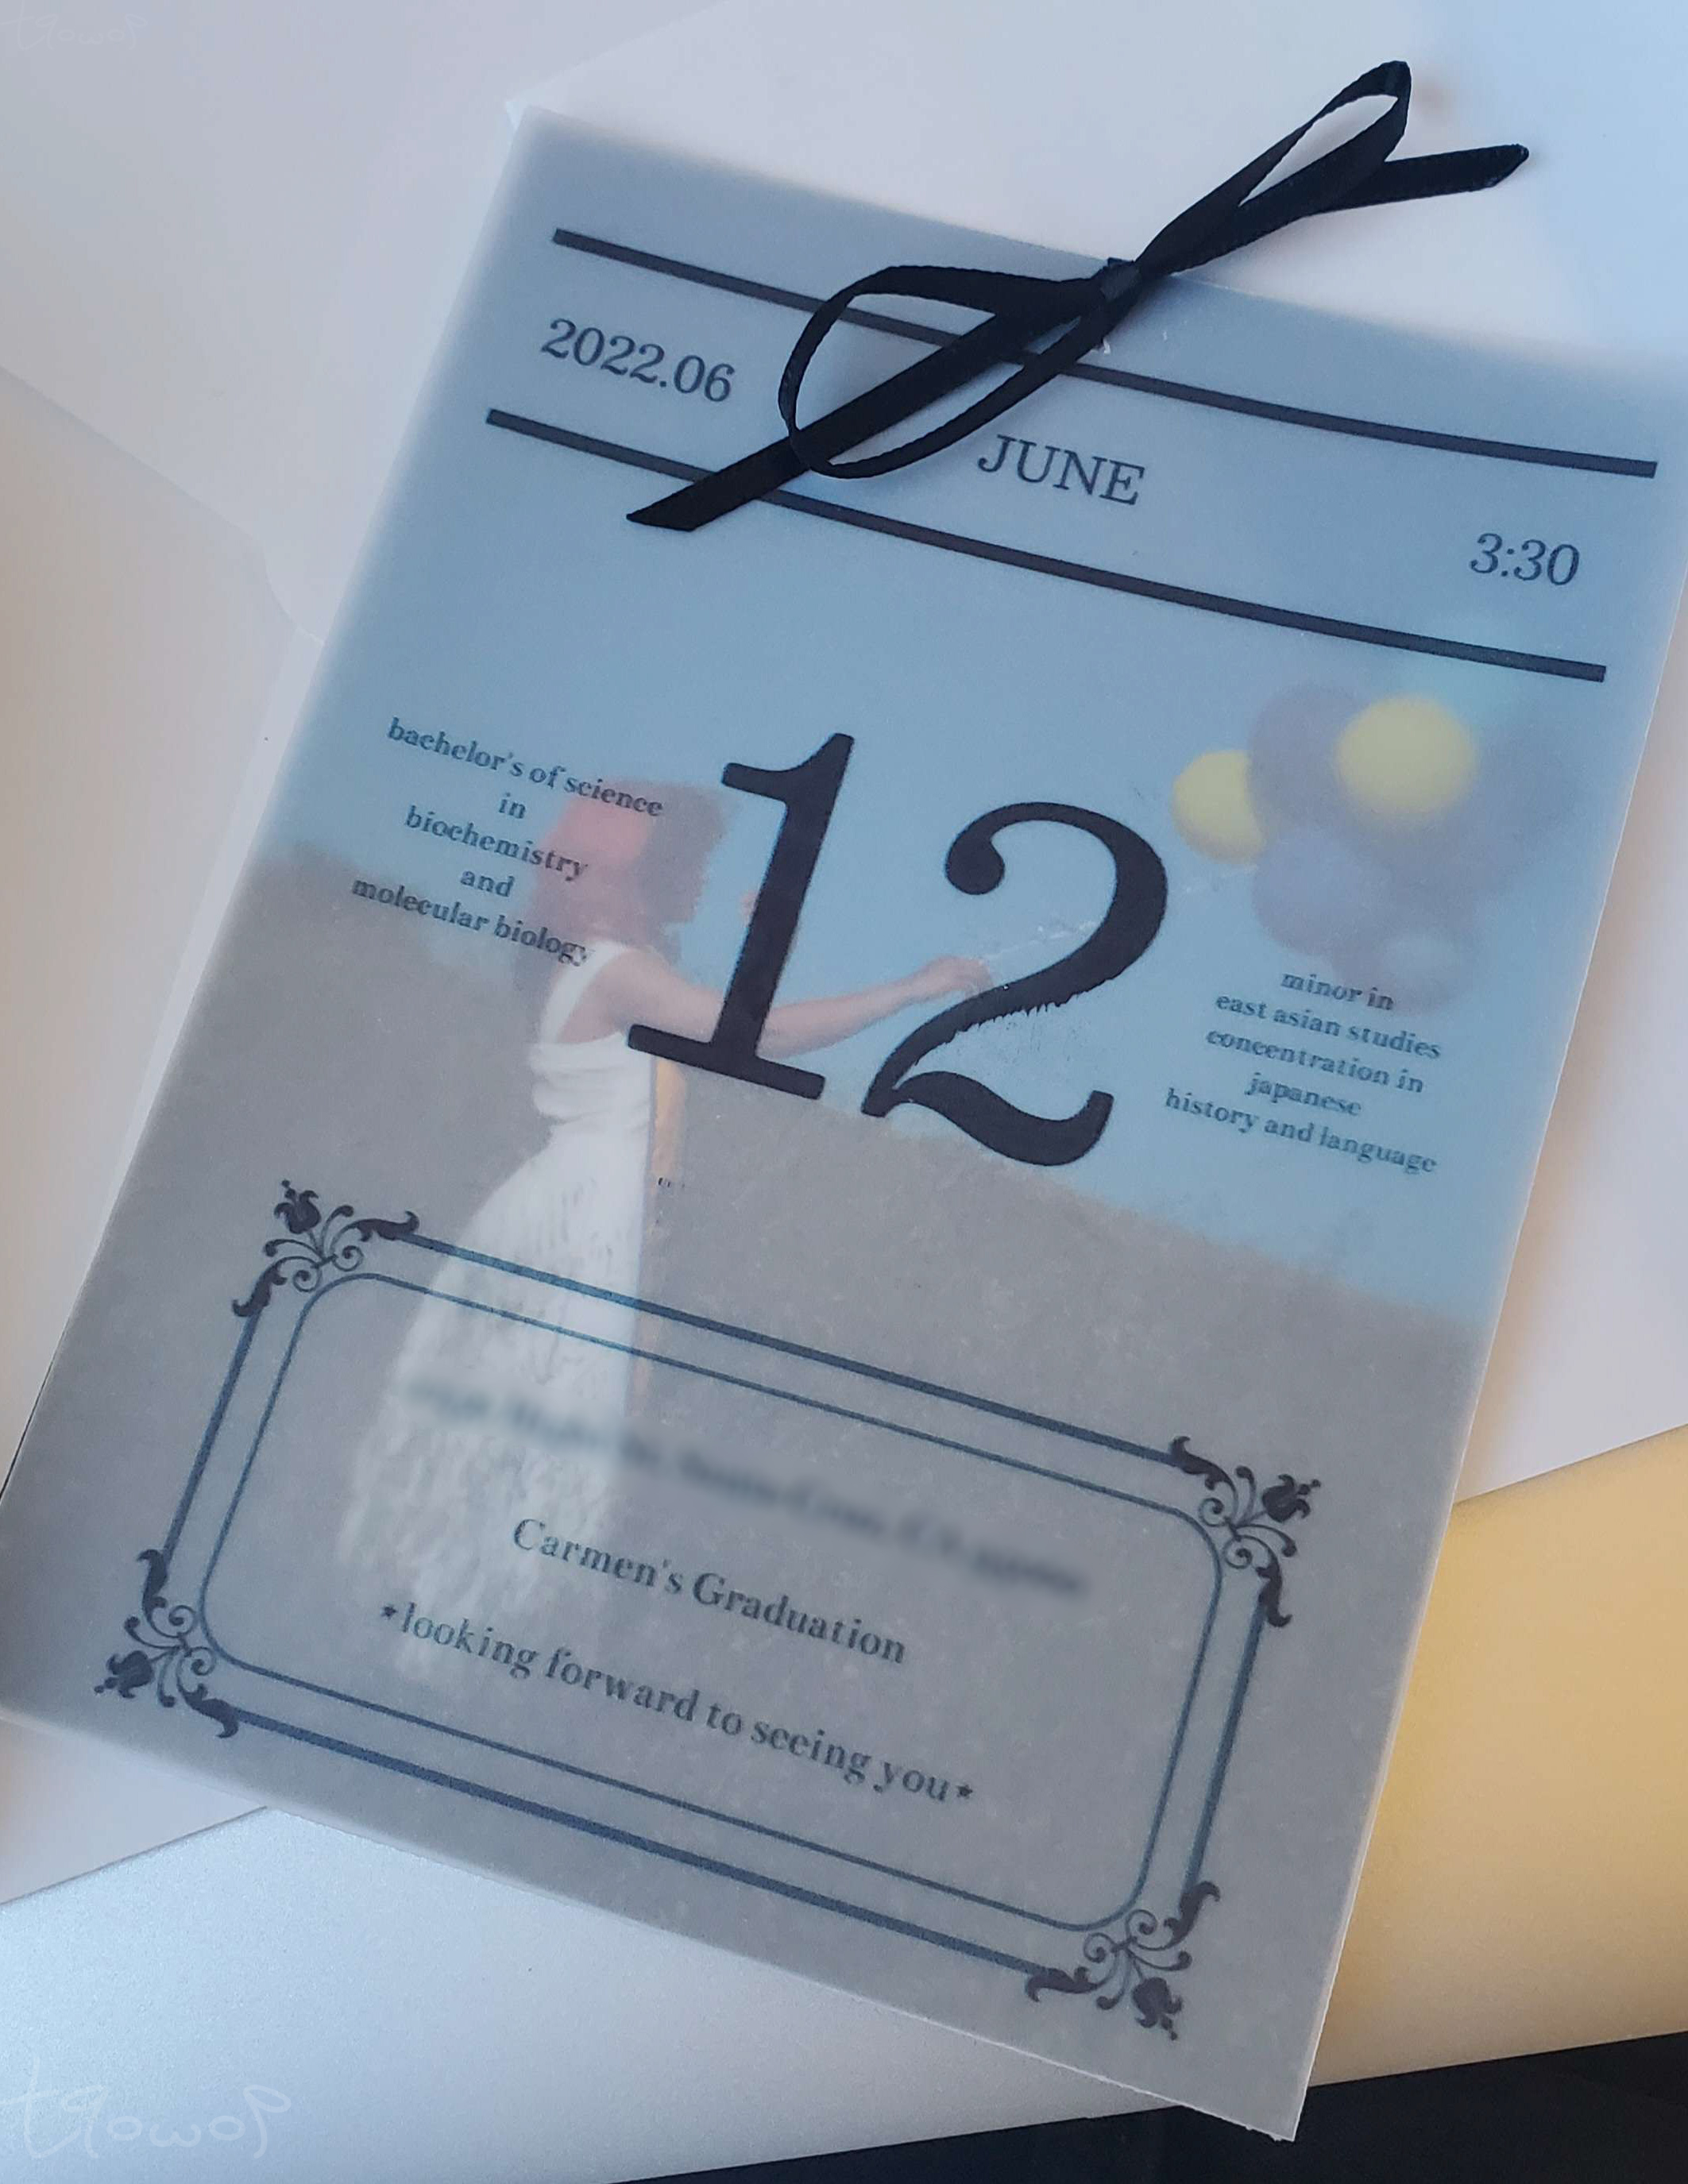 2022.06
JUNE
3:30
12
bachelor's of science
in
biochemistry
and
molecular biology
minor in
east asian studies
concentration in
japanese
history and language
Carmen's Graduation
*looking forward to seeing you*